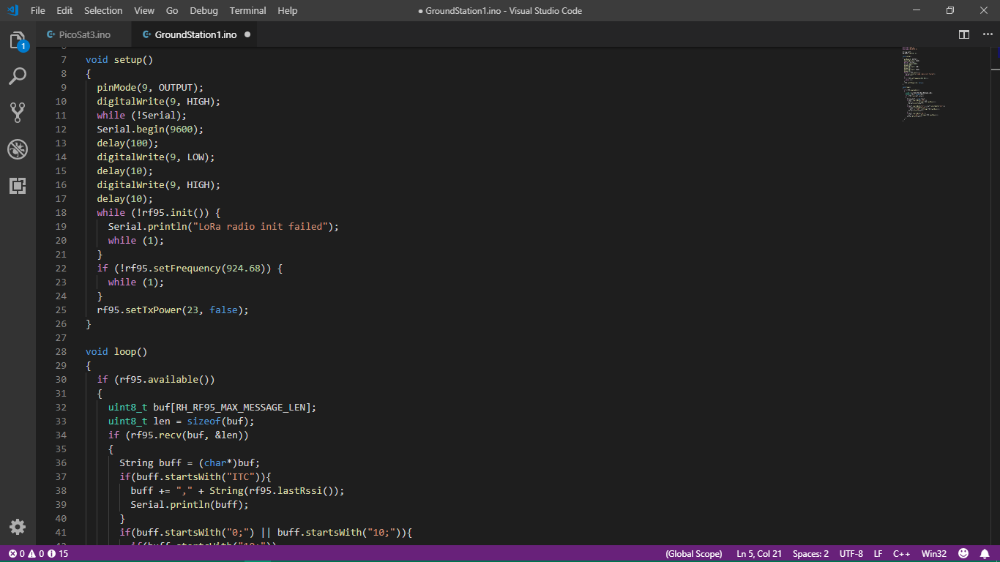 File Edit Selection View Go Debug Terminal Help ● GroundStation1.ino - Visual Studio Code
PicoSat3.ino GroundStation1.ino
1
6
7 void setup()
8 {
9 pinMode(9, OUTPUT);
10 digitalWrite(9, HIGH);
11 while (!Serial);
12 Serial.begin(9600);
13 delay(100);
14 digitalWrite(9, LOW);
15 delay(10);
16 digitalWrite(9, HIGH);
17 delay(10);
18 while (!rf95.init()) {
19 Serial.println("LoRa radio init failed");
20 while (1);
21 }
22 if (!rf95.setFrequency(924.68)) {
23 while (1);
24 }
25 rf95.setTxPower(23, false);
26 }
27
28 void loop()
29 {
30 if (rf95.available())
31 {
32 uint8_t buf[RH_RF95_MAX_MESSAGE_LEN];
33 uint8_t len = sizeof(buf);
34 if (rf95.recv(buf, &len))
35 {
36 String buff = (char*)buf;
37 if(buff.startsWith("ITC")){
38 buff += "," + String(rf95.lastRssi());
39 Serial.println(buff);
40 }
41 if(buff.startsWith("0;") || buff.startsWith("10;")){
42 if(buff.startsWith("10;"))
0 0 15 (Global Scope) Ln 5, Col 21 Spaces: 2 UTF-8 LF C++ Win32